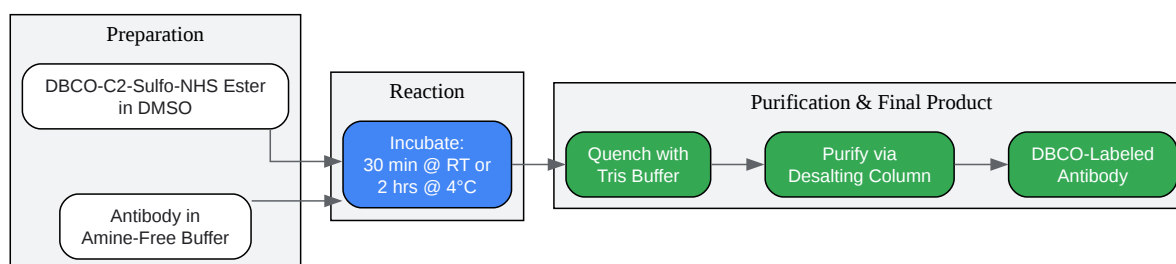 Preparation
DBCO-C2-Sulfo-NHS Ester
in DMSO
Antibody in
Amine-Free Buffer
Reaction
Incubate:
30 min @ RT or
2 hrs @ 4°C
Purification & Final Product
Quench with
Tris Buffer
Purify via
Desalting Column
DBCO-Labeled
Antibody